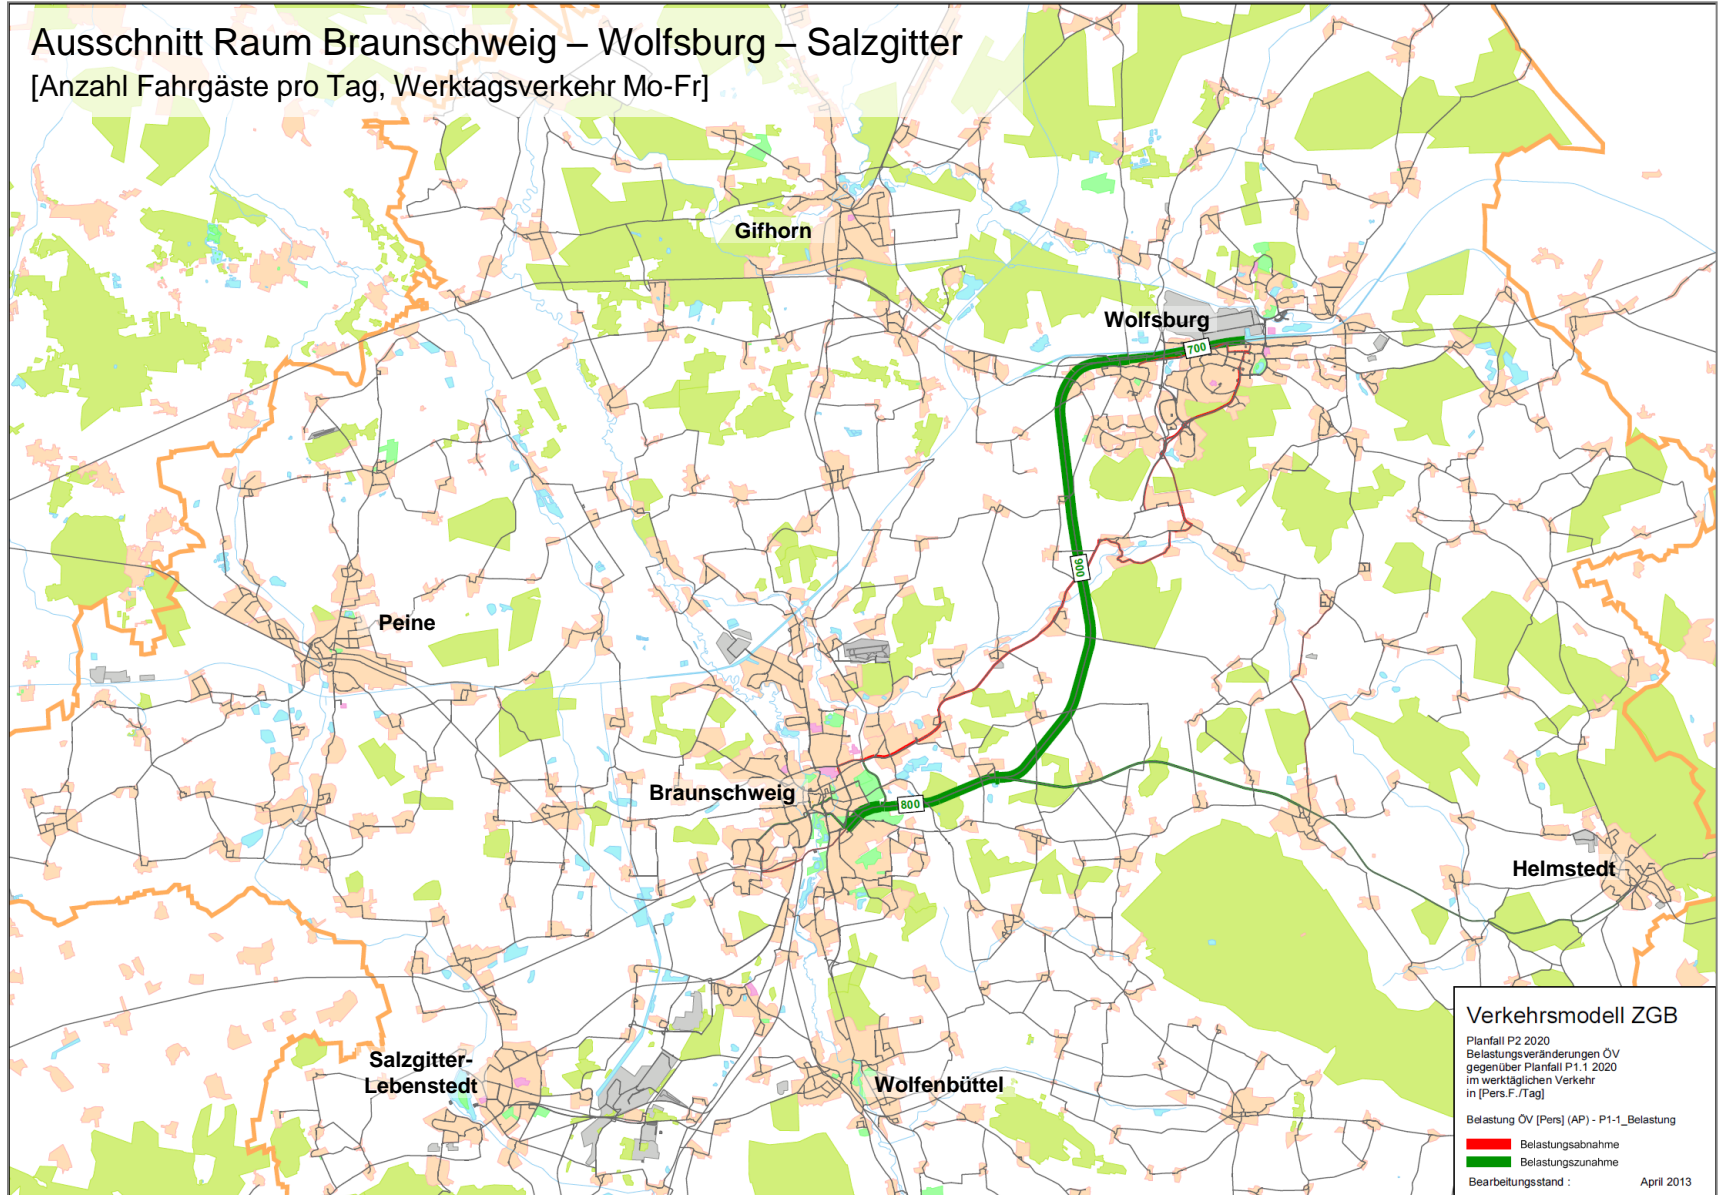 Ausschnitt Raum Braunschweig – Wolfsburg – Salzgitter
[Anzahl Fahrgäste pro Tag, Werktagsverkehr Mo-Fr]
Gifhorn
Wolfsburg
700
900
Peine
Braunschweig
800
Helmstedt
Salzgitter-
Lebenstedt
Wolfenbüttel
Verkehrsmodell ZGB
Planfall P2 2020
Belastungsveränderungen ÖV
gegenüber Planfall P1.1 2020
im werktäglichen Verkehr
in [Pers.F./Tag]
Belastung ÖV [Pers] (AP) - P1-1_Belastung
Belastungsabnahme
Belastungszunahme
Bearbeitungsstand : April 2013